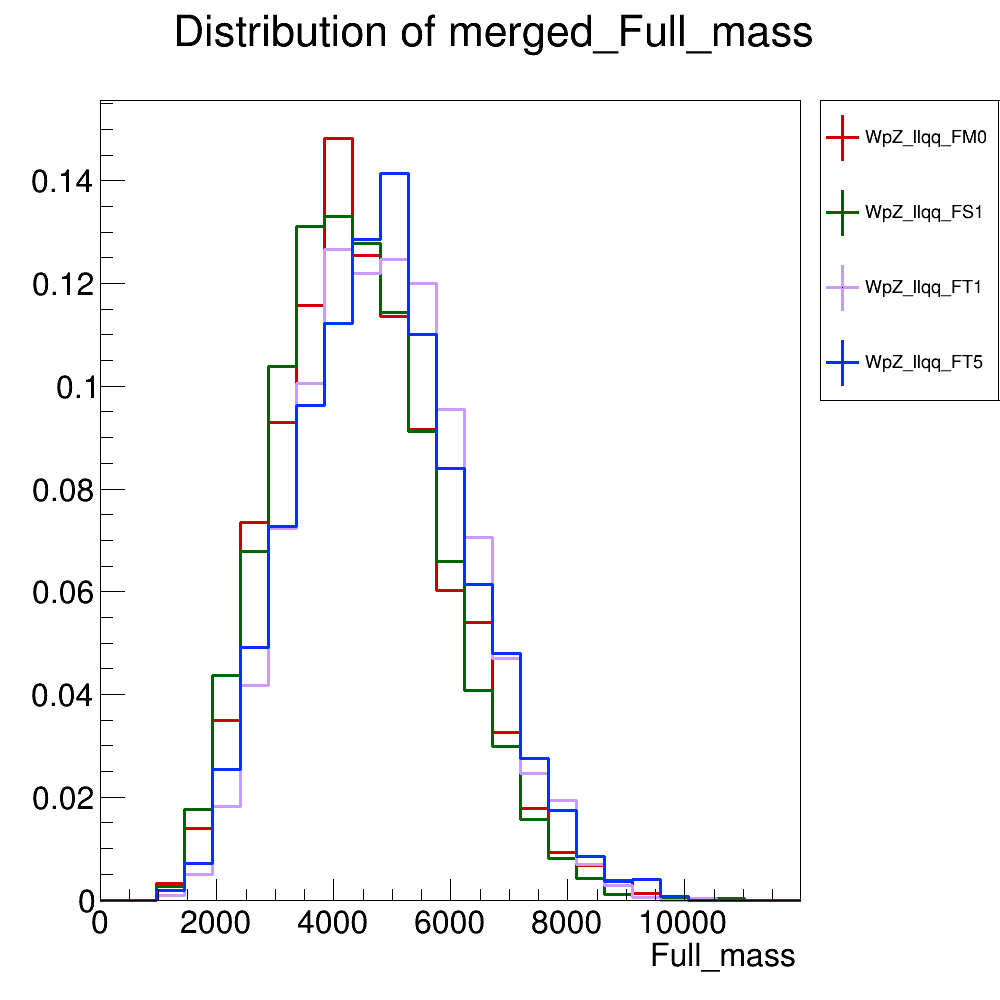 Distribution of merged_Full_mass
WpZ_llqq_FM0
WpZ_llqq_FS1
WpZ_llqq_FT1
WpZ_llqq_FT5
0.14
0.12
0.1
0.08
0.06
0.04
0.02
0
0 2000 4000 6000 8000 10000
Full_mass